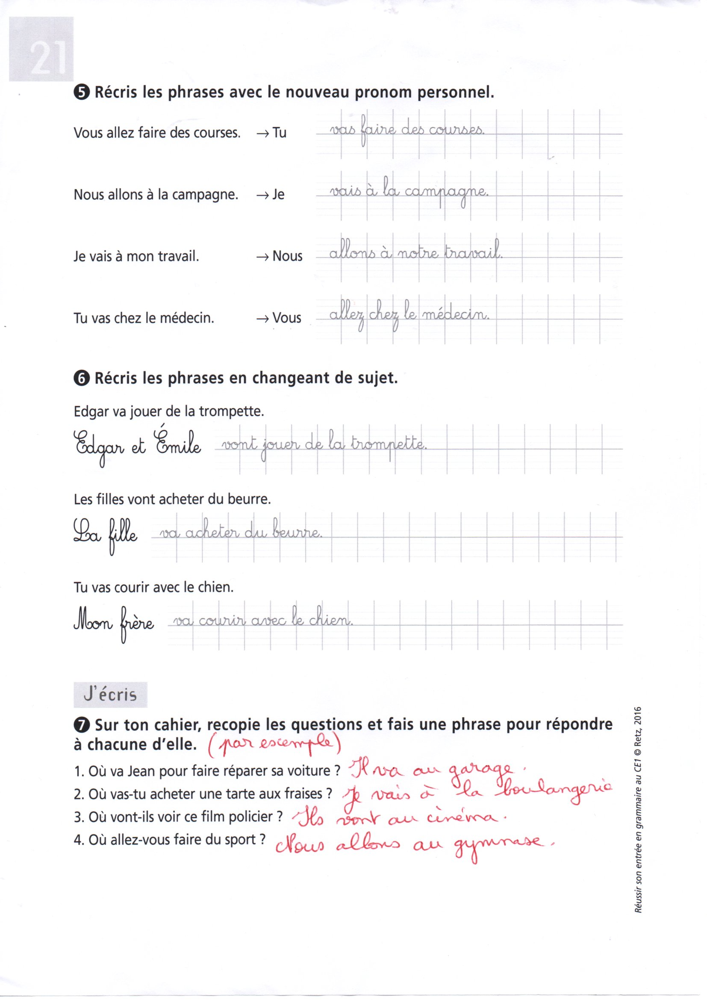 21
5 Récris les phrases avec le nouveau pronom personnel.
Vous allez faire des courses. → Tu vas faire des courses.
Nous allons à la campagne. → Je vais à la campagne.
Je vais à mon travail. → Nous allons à notre travail.
Tu vas chez le médecin. → Vous allez chez le médecin.
6 Récris les phrases en changeant de sujet.
Edgar va jouer de la trompette.
Edgar et Émile vont jouer de la trompette.
Les filles vont acheter du beurre.
La fille va acheter du beurre.
Tu vas courir avec le chien.
Mon frère va courir avec le chien.
J'écris
7 Sur ton cahier, recopie les questions et fais une phrase pour répondre
à chacune d'elle. (par exemple)
1. Où va Jean pour faire réparer sa voiture ? Il va au garage.
2. Où vas-tu acheter une tarte aux fraises ? Je vais à la boulangerie
3. Où vont-ils voir ce film policier ? Ils vont au cinéma.
4. Où allez-vous faire du sport ? Nous allons au gymnase.
Réussir son entrée en grammaire au CE1 © Retz, 2016